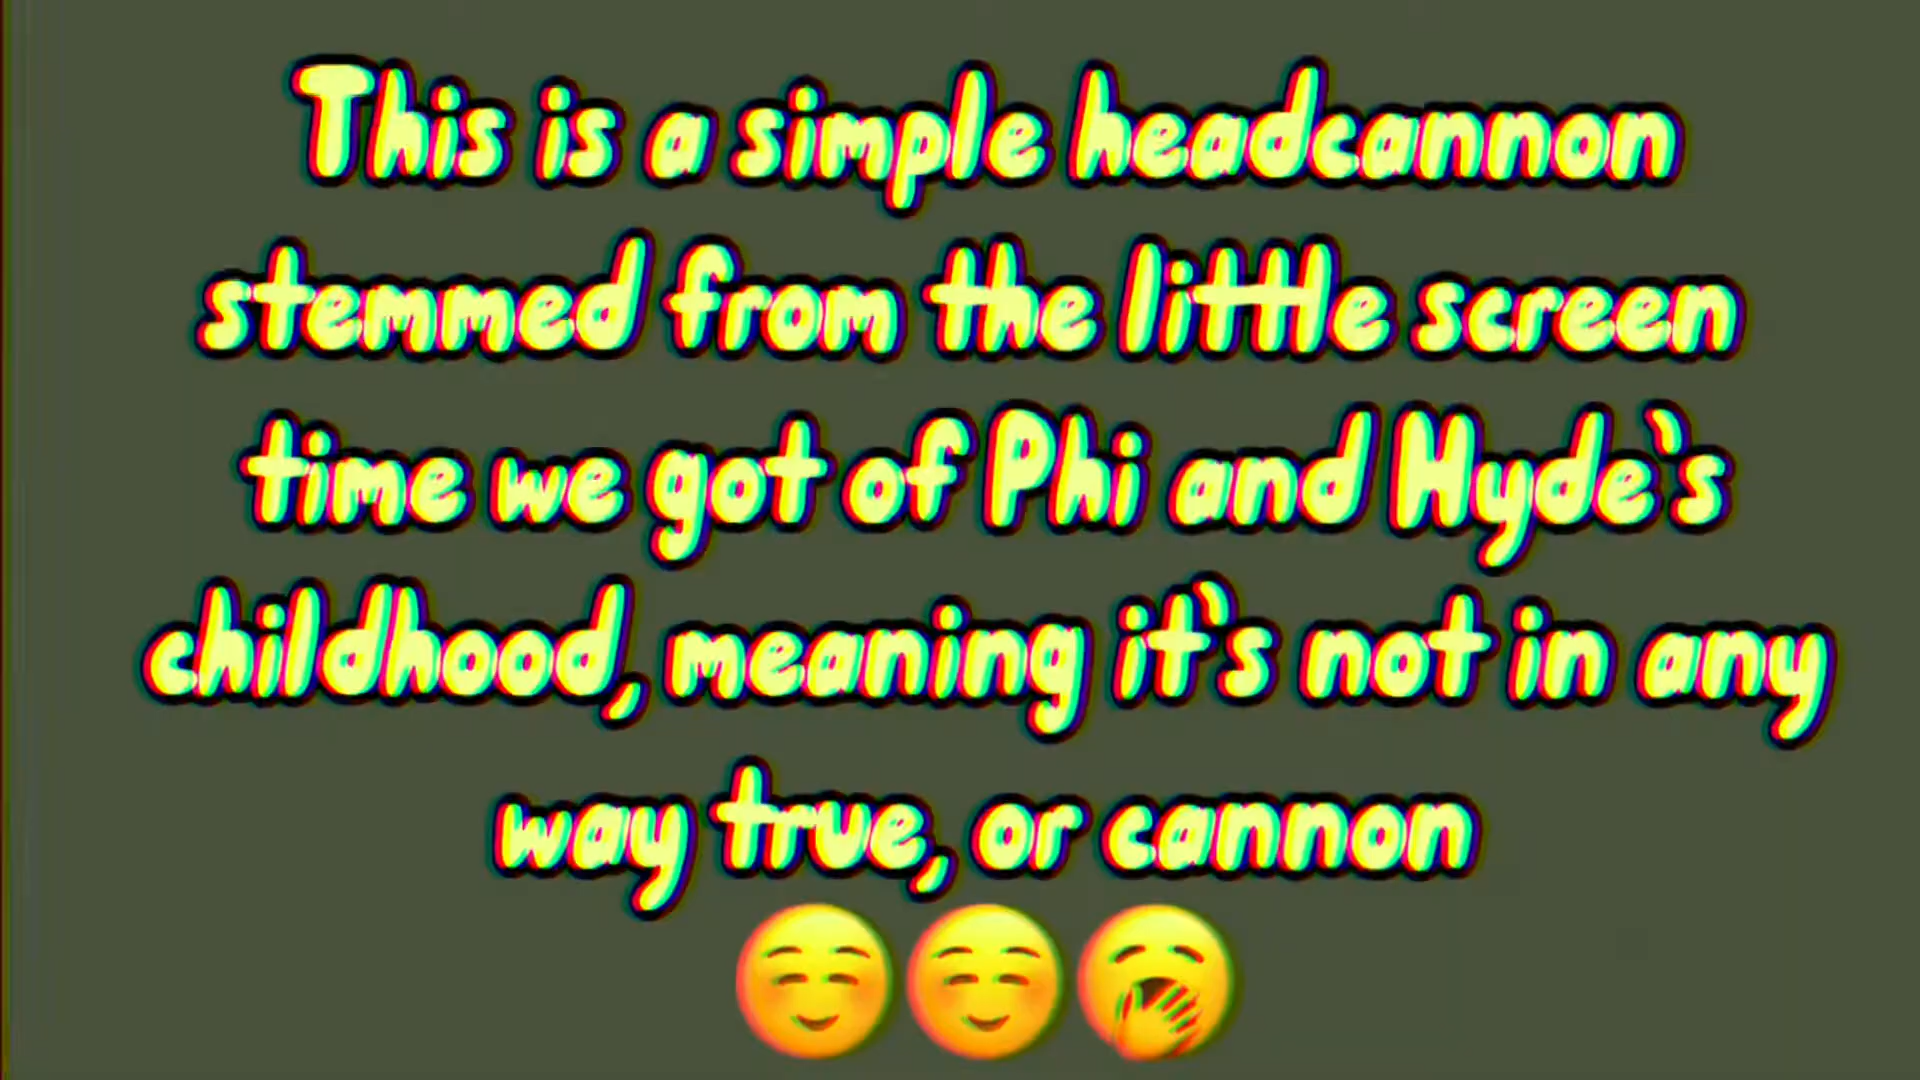 This is a simple headcannon
stemmed from the little screen
time we got of Phi and Hyde's
childhood, meaning it's not in any
way true, or cannon
☺️☺️🥱